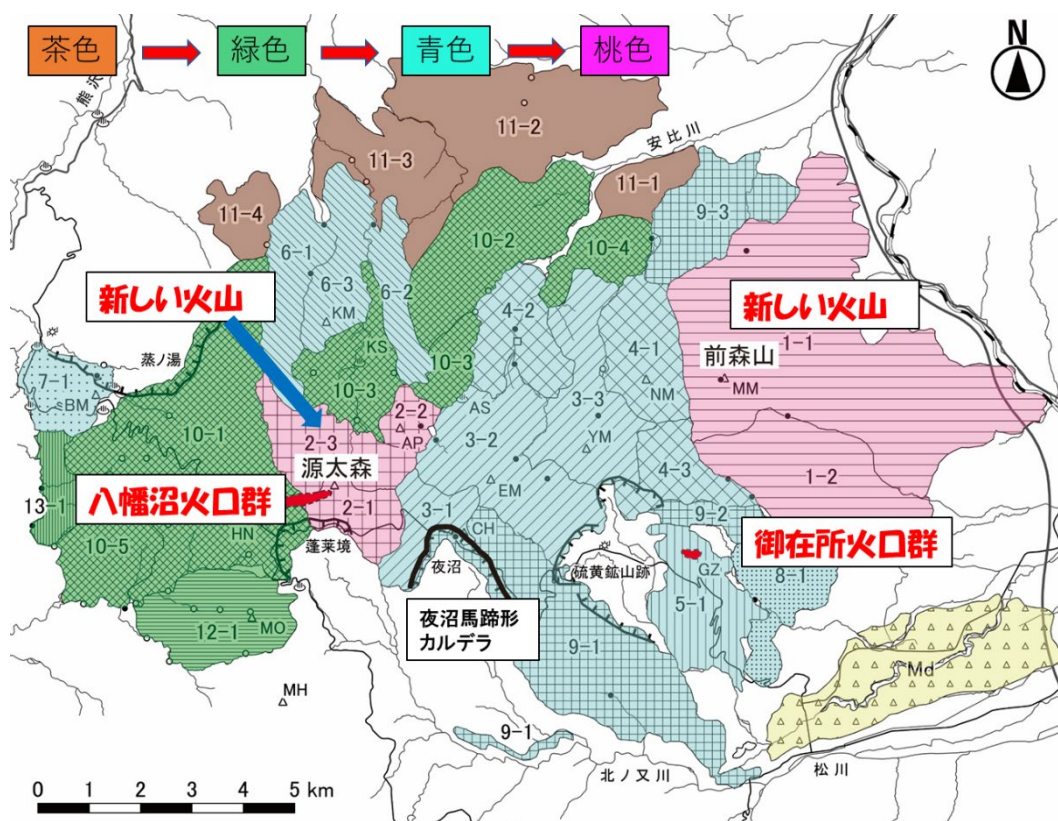 茶色
緑色
青色
桃色
N
熊沢
11-2
安比川
11-3
11-1
9-3
11-4
10-2
10-4
6-1
6-3
6-2
KM
4-2
新しい火山
新しい火山
1-1
蒸ノ湯
KS
10-3
10-3
4-1
前森山
MM
7-1
BM
AS
3-3
NM
2-2
AP
10-1
2-3
3-2
YM
源太森
4-3
1-2
八幡沼火口群
EM
13-1
2-1
3-1
CH
9-2
御在所火口群
HN
蓬莱境
10-5
夜沼
硫黄鉱山跡
GZ
8-1
夜沼馬蹄形
カルデラ
5-1
12-1
MO
9-1
Md
MH
9-1
北ノ又川
松川
0 1 2 3 4 5 km